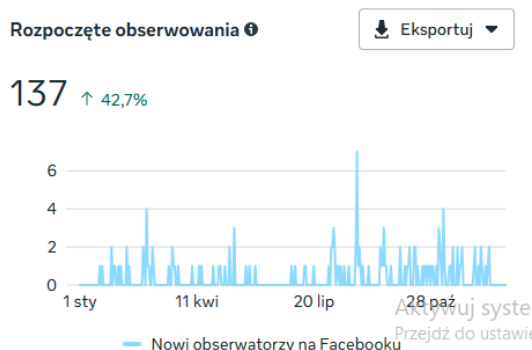 Rozpoczęte obserwowania
Eksportuj
137 ↑ 42,7%
6
4
2
0
1 sty 11 kwi 20 lip 28 paź
Aktywuj syste
Przejdź do ustawie
Nowi obserwatorzy na Facebooku